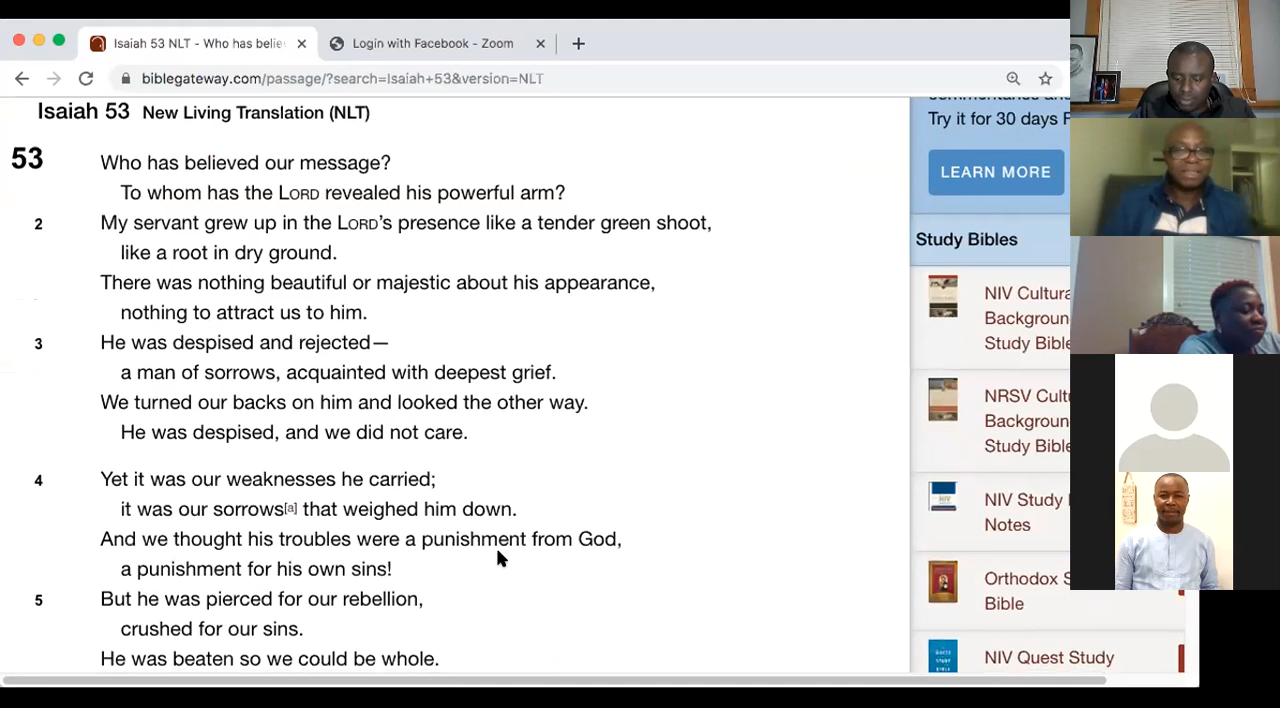 Isaiah 53 NLT - Who has belie
Login with Facebook - Zoom
biblegateway.com/passage/?search=Isaiah+53&version=NLT
Isaiah 53 New Living Translation (NLT)
53 Who has believed our message?
To whom has the LORD revealed his powerful arm?
2 My servant grew up in the LORD's presence like a tender green shoot,
like a root in dry ground.
There was nothing beautiful or majestic about his appearance,
nothing to attract us to him.
3 He was despised and rejected—
a man of sorrows, acquainted with deepest grief.
We turned our backs on him and looked the other way.
He was despised, and we did not care.
4 Yet it was our weaknesses he carried;
it was our sorrows[a] that weighed him down.
And we thought his troubles were a punishment from God,
a punishment for his own sins!
5 But he was pierced for our rebellion,
crushed for our sins.
He was beaten so we could be whole.
Try it for 30 days F
LEARN MORE
Study Bibles
NIV Cultura
Background
Study Bible
NRSV Cult
Background
Study Bible
NIV Study
Notes
Orthodox S
Bible
NIV Quest Study